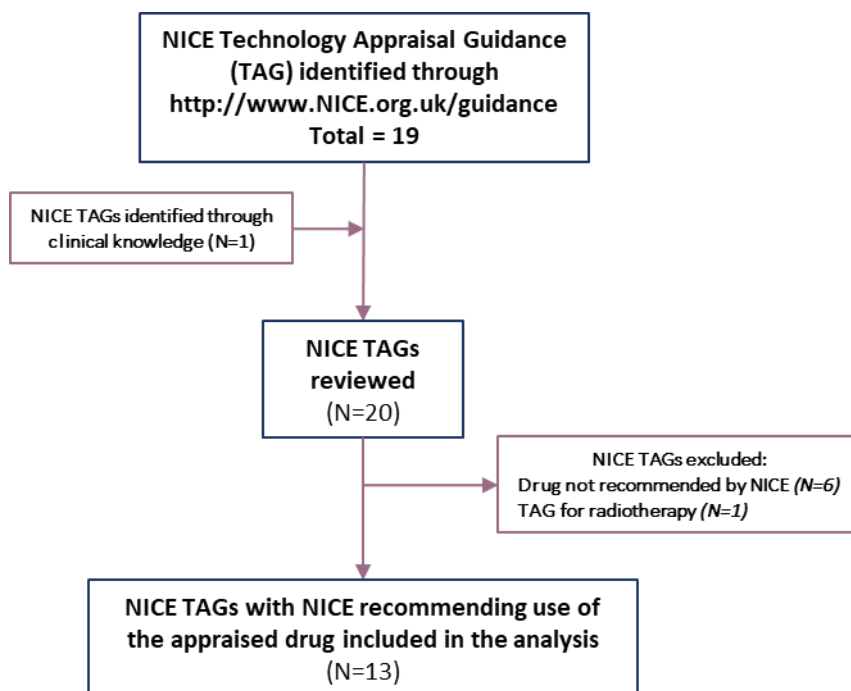 NICE Technology Appraisal Guidance
(TAG) identified through
http://www.NICE.org.uk/guidance
Total = 19
NICE TAGs identified through
clinical knowledge (N=1)
NICE TAGs
reviewed
(N=20)
NICE TAGs excluded:
Drug not recommended by NICE (N=6)
TAG for radiotherapy (N=1)
NICE TAGs with NICE recommending use of
the appraised drug included in the analysis
(N=13)